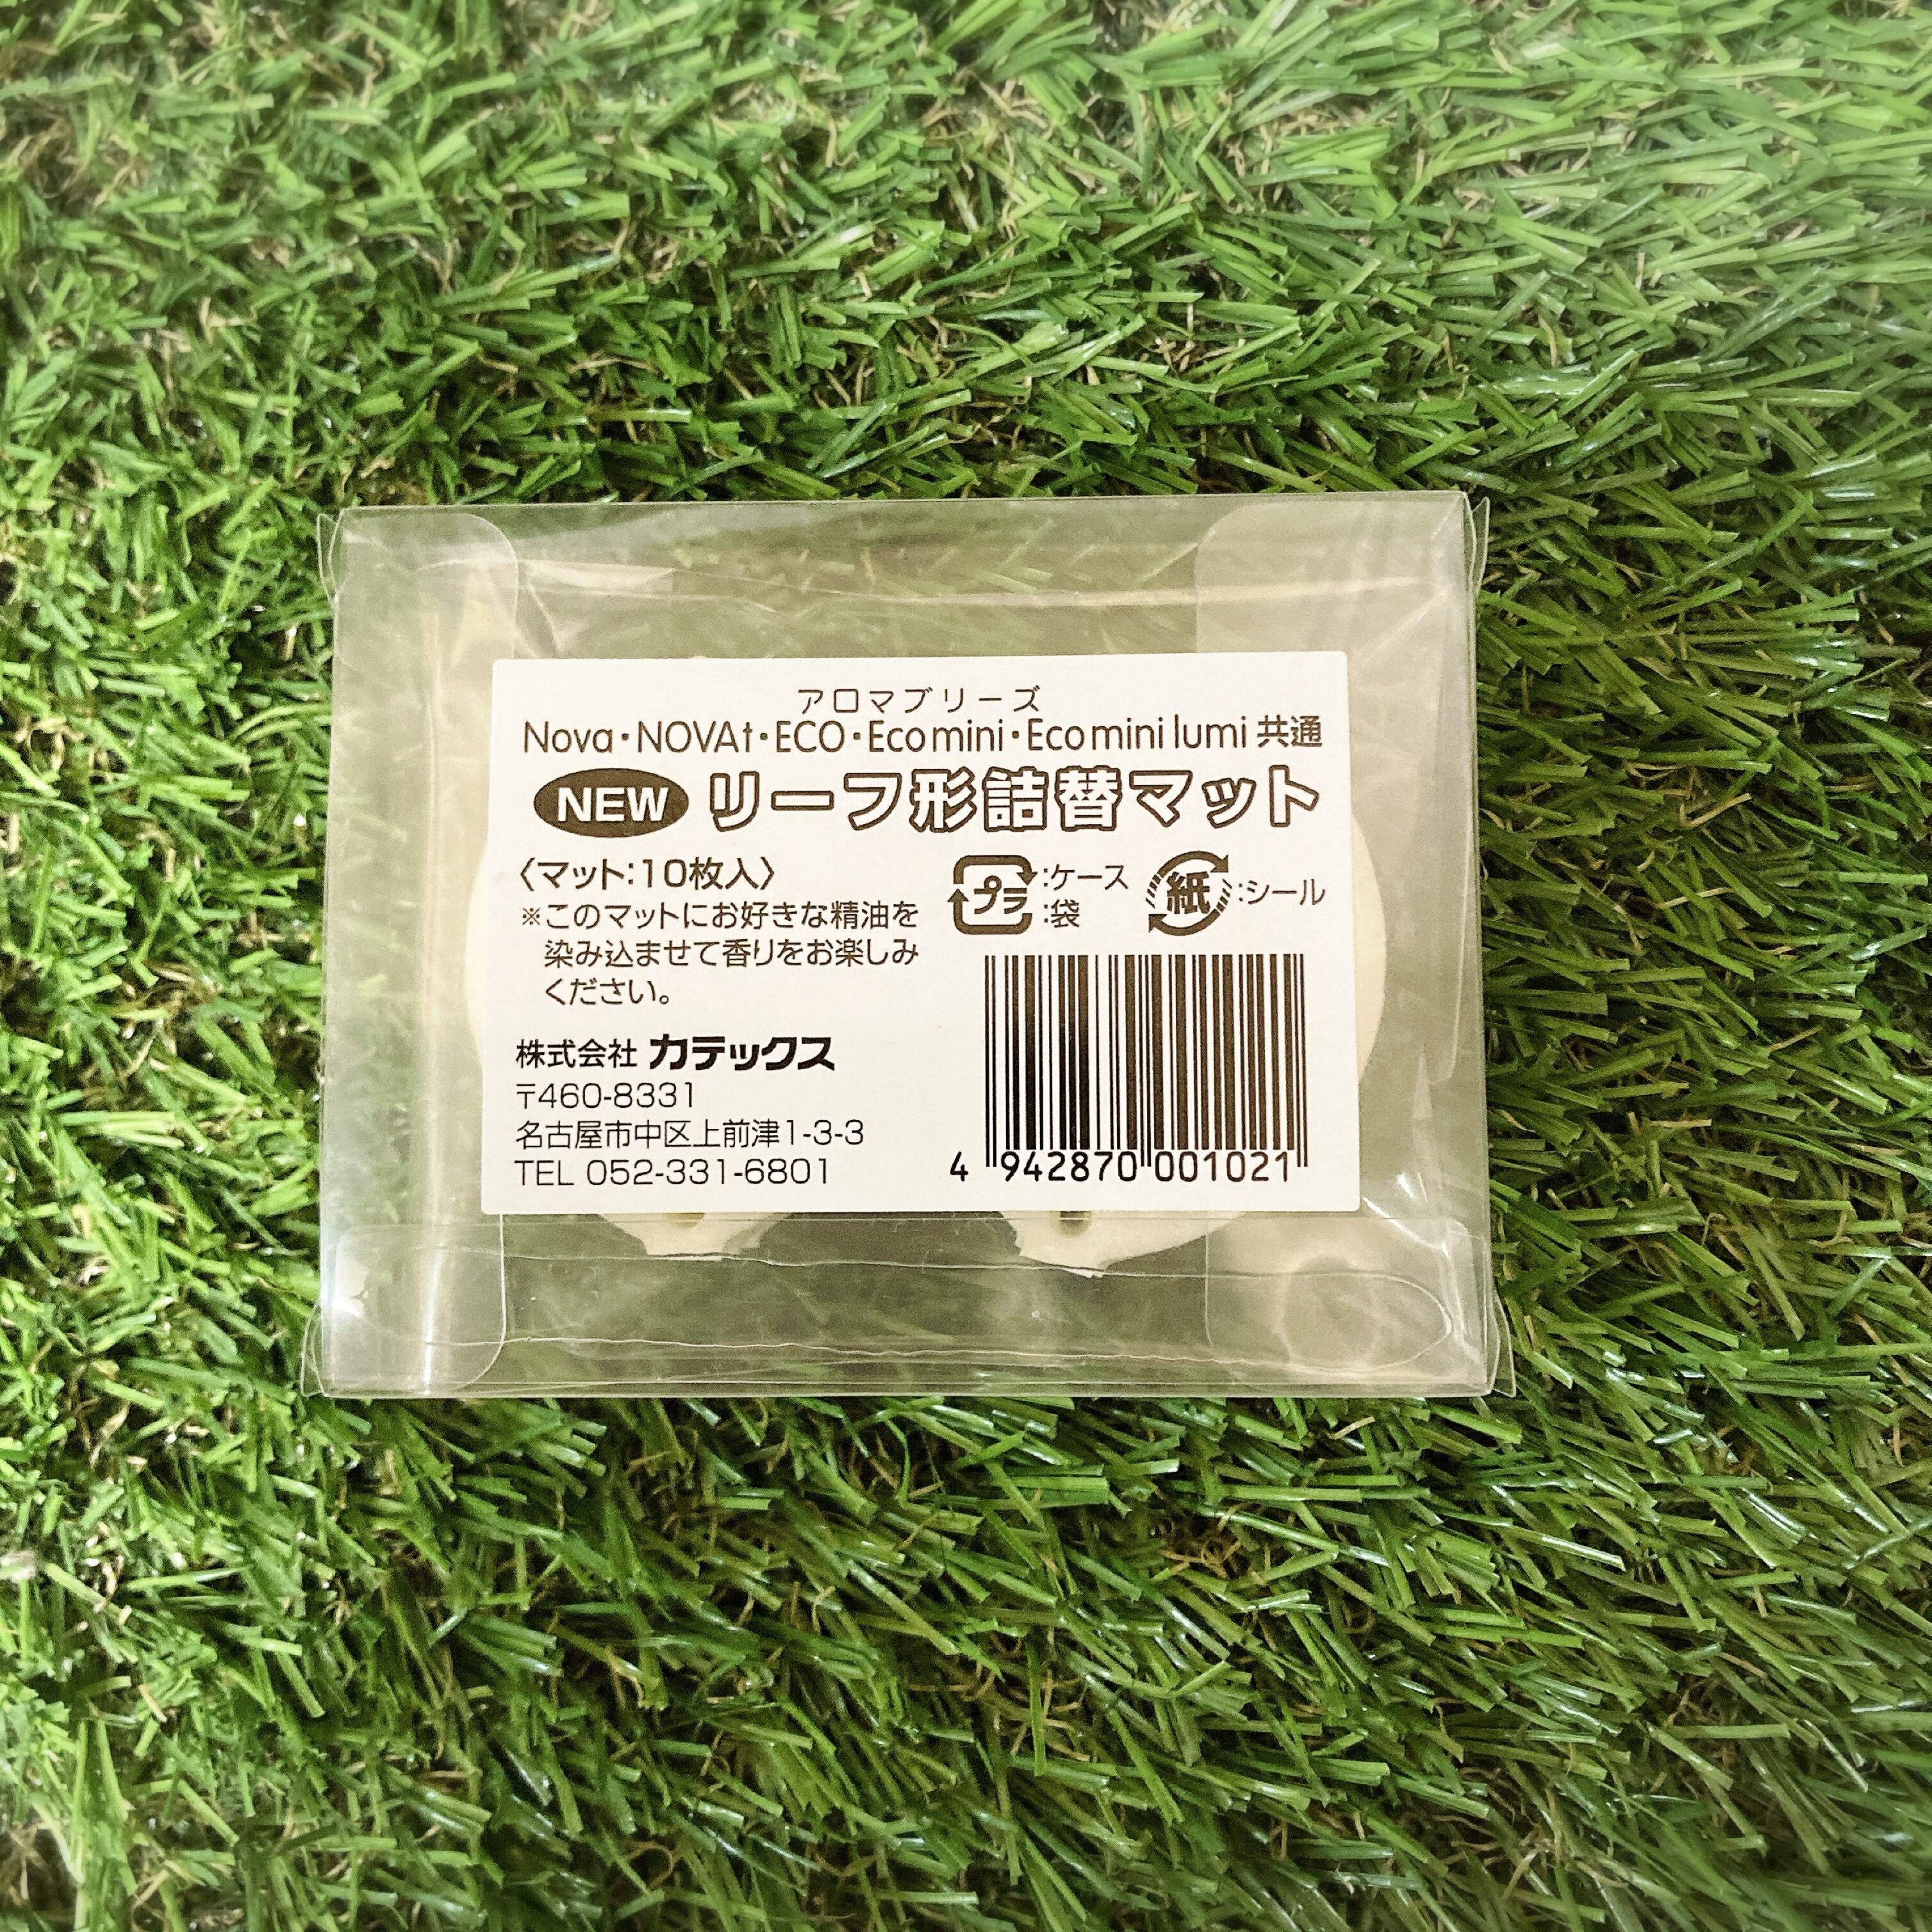 アロマブリーズ
Nova・NOVAt・ECO・Eco mini・Eco mini lumi 共通
NEW リーフ形詰替マット
〈マット:10枚入〉
※このマットにお好きな精油を
染み込ませて香りをお楽しみ
ください。
プラ :ケース
:袋
紙 :シール
株式会社 カテックス
〒460-8331
名古屋市中区上前津1-3-3
TEL 052-331-6801
4 942870 001021